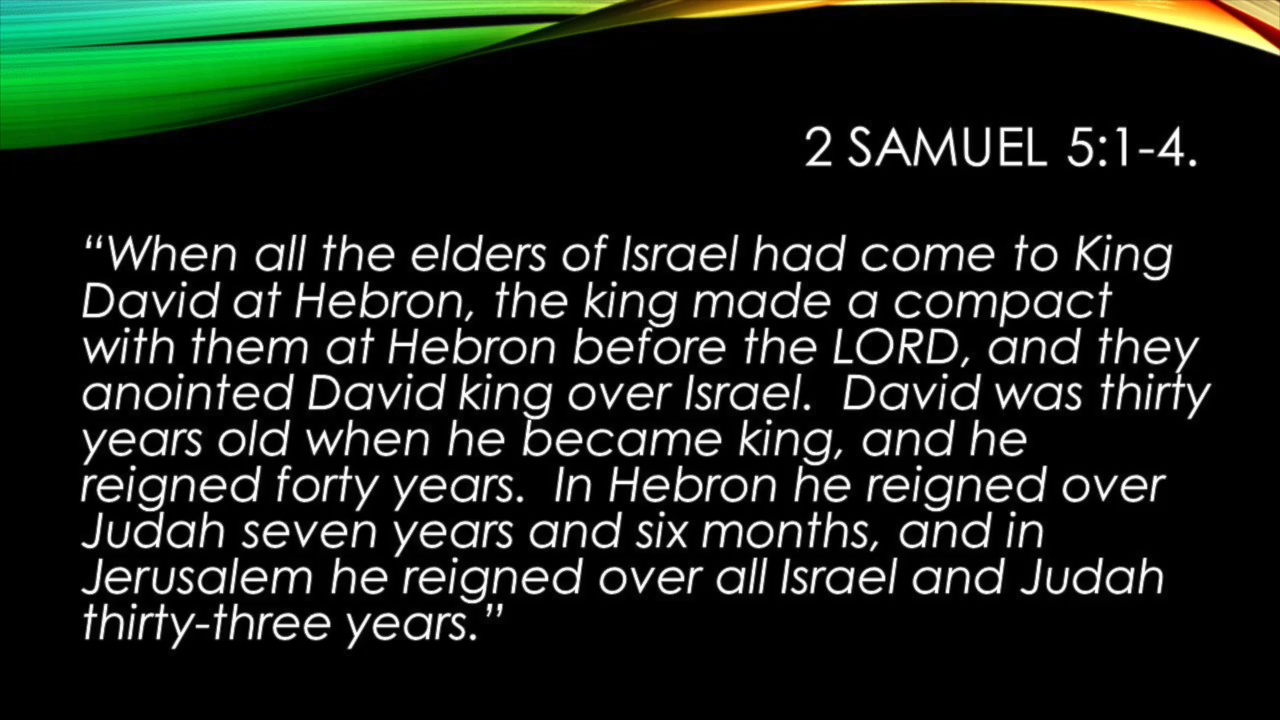 2 SAMUEL 5:1-4.
“When all the elders of Israel had come to King
David at Hebron, the king made a compact
with them at Hebron before the LORD, and they
anointed David king over Israel.  David was thirty
years old when he became king, and he
reigned forty years.  In Hebron he reigned over
Judah seven years and six months, and in
Jerusalem he reigned over all Israel and Judah
thirty-three years.”